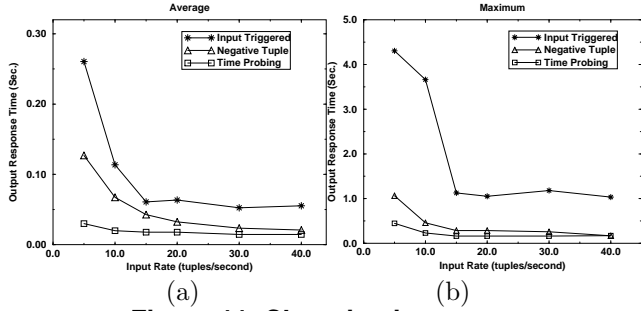 Average
Maximum
0.30
0.20
0.10
0.00
Output Response Time (Sec.)
Input Triggered
Negative Tuple
Time Probing
0.0 10.0 20.0 30.0 40.0
Input Rate (tuples/second)
(a)
5.0
4.0
3.0
2.0
1.0
0.0
Output Response Time (Sec.)
Input Triggered
Negative Tuple
Time Probing
0.0 10.0 20.0 30.0 40.0
Input Rate (tuples/second)
(b)